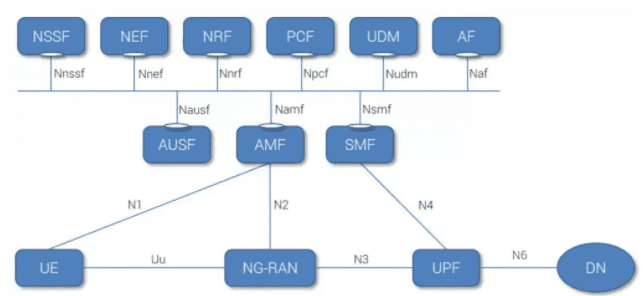 NSSF NEF NRF PCF UDM AF
Nnssf Nnef Nnrf Npcf Nudm Naf
Nausf Namf Nsmf
AUSF AMF SMF
N1 N2 N4
Uu N3 N6
UE NG-RAN UPF DN